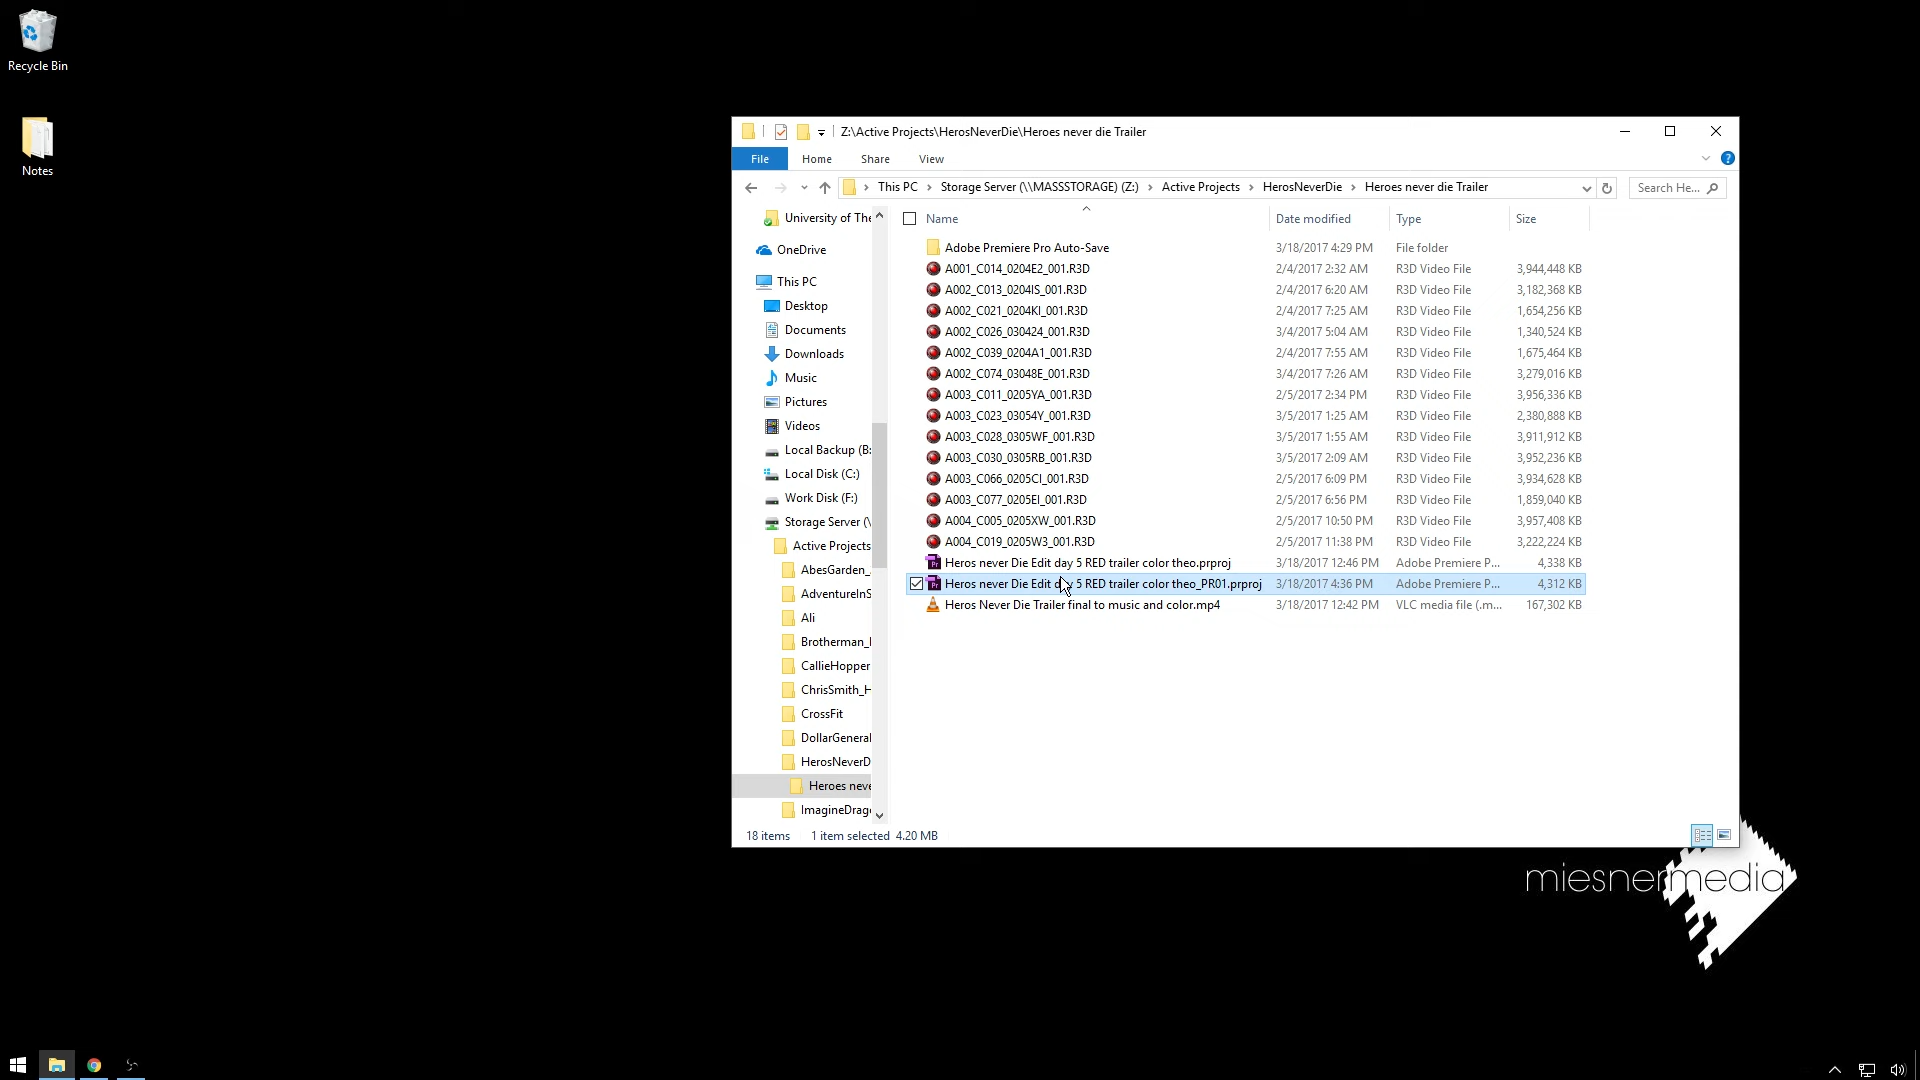 Recycle Bin
Notes
Z:\Active Projects\HerosNeverDie\Heroes never die Trailer
File Home Share View
This PC Storage Server (\\MASSSTORAGE) (Z:) Active Projects HerosNeverDie Heroes never die Trailer
Search He...
Name Date modified Type Size
University of The
OneDrive
This PC
Desktop
Documents
Downloads
Music
Pictures
Videos
Local Backup (B:
Local Disk (C:)
Work Disk (F:)
Storage Server (\
Active Projects
AbesGarden_
AdventureInS
Ali
Brotherman_
CallieHopper
ChrisSmith_H
CrossFit
DollarGeneral
HerosNeverD
Heroes neve
ImagineDrag
Adobe Premiere Pro Auto-Save 3/18/2017 4:29 PM File folder
A001_C014_0204E2_001.R3D 2/4/2017 2:32 AM R3D Video File 3,944,448 KB
A002_C013_0204IS_001.R3D 2/4/2017 6:20 AM R3D Video File 3,182,368 KB
A002_C021_0204KI_001.R3D 2/4/2017 7:25 AM R3D Video File 1,654,256 KB
A002_C026_030424_001.R3D 3/4/2017 5:04 AM R3D Video File 1,340,524 KB
A002_C039_0204A1_001.R3D 2/4/2017 7:55 AM R3D Video File 1,675,464 KB
A002_C074_03048E_001.R3D 3/4/2017 7:26 AM R3D Video File 3,279,016 KB
A003_C011_0205YA_001.R3D 2/5/2017 2:34 PM R3D Video File 3,956,336 KB
A003_C023_03054Y_001.R3D 3/5/2017 1:25 AM R3D Video File 2,380,888 KB
A003_C028_0305WF_001.R3D 3/5/2017 1:55 AM R3D Video File 3,911,912 KB
A003_C030_0305RB_001.R3D 3/5/2017 2:09 AM R3D Video File 3,952,236 KB
A003_C066_0205CI_001.R3D 2/5/2017 6:09 PM R3D Video File 3,934,628 KB
A003_C077_0205EI_001.R3D 2/5/2017 6:56 PM R3D Video File 1,859,040 KB
A004_C005_0205XW_001.R3D 2/5/2017 10:50 PM R3D Video File 3,957,408 KB
A004_C019_0205W3_001.R3D 2/5/2017 11:38 PM R3D Video File 3,222,224 KB
Heros never Die Edit day 5 RED trailer color theo.prproj 3/18/2017 12:46 PM Adobe Premiere P... 4,338 KB
Heros never Die Edit day 5 RED trailer color theo_PR01.prproj 3/18/2017 4:36 PM Adobe Premiere P... 4,312 KB
Heros Never Die Trailer final to music and color.mp4 3/18/2017 12:42 PM VLC media file (.m... 167,302 KB
18 items 1 item selected 4.20 MB
miesnermedia